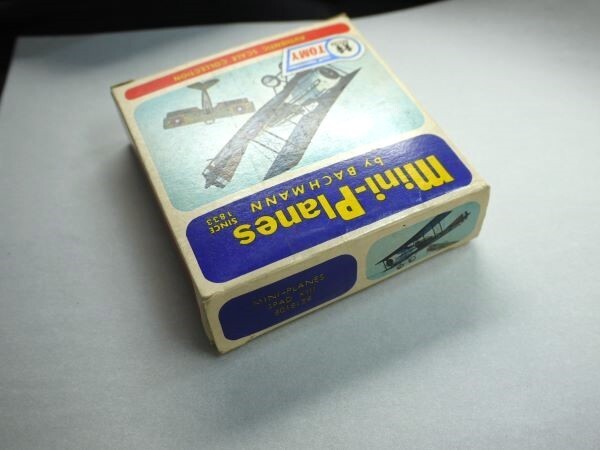 AUTHENTIC SCALE COLLECTION
TOMY
Mini-Planes
by BACHMANN
SINCE
1833
MINI-PLANES
SPAD XIII